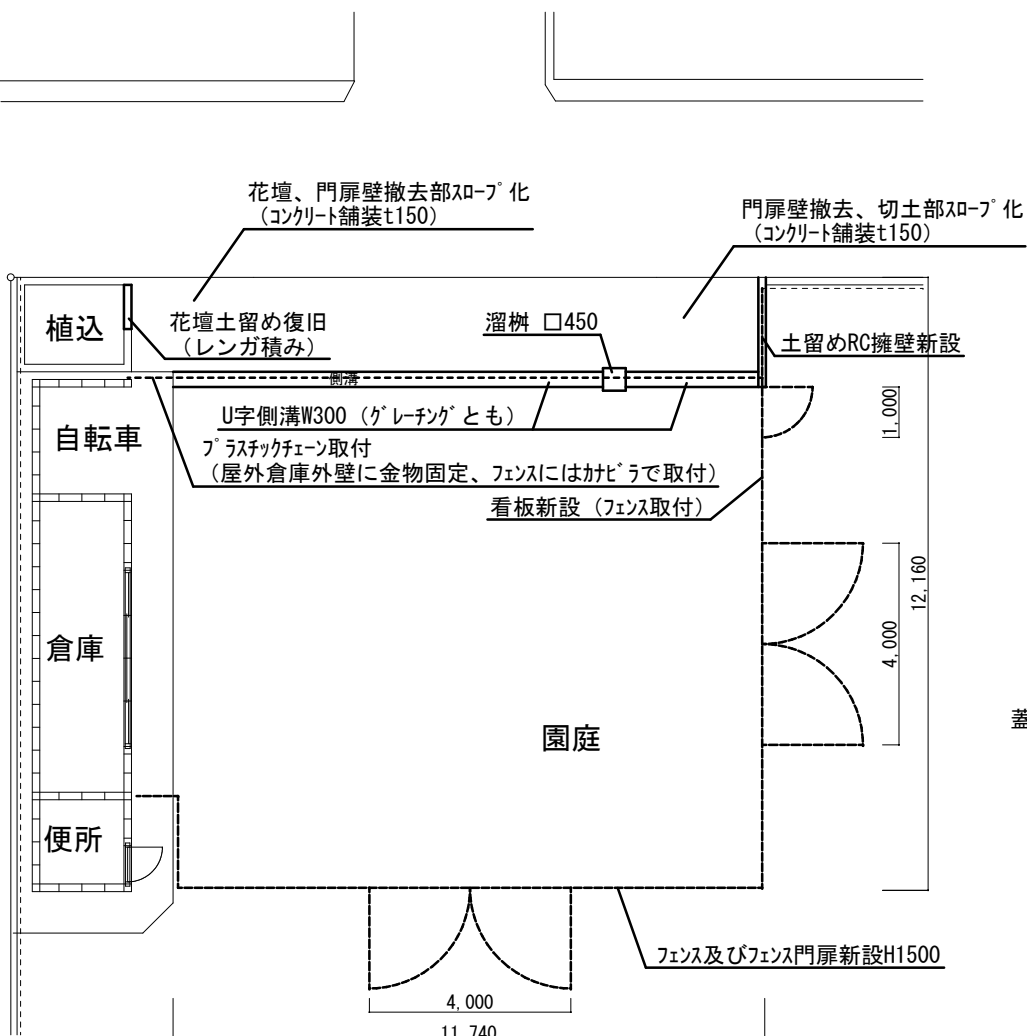 花壇、門扉壁撤去部ｽﾛｰﾌﾟ化
（ｺﾝｸﾘｰﾄ舗装t150）
門扉壁撤去、切土部ｽﾛｰﾌﾟ化
（ｺﾝｸﾘｰﾄ舗装t150）
植込
花壇土留め復旧
（レンガ積み）
溜桝 □450
土留めRC擁壁新設
側溝
U字側溝W300（ｸﾞﾚｰﾁﾝｸﾞとも）
自転車
ﾌﾟﾗｽﾁｯｸﾁｪｰﾝ取付
（屋外倉庫外壁に金物固定、ﾌｪﾝｽにはｶﾅﾋﾞﾗで取付）
看板新設（ﾌｪﾝｽ取付）
1,000
12,160
4,000
倉庫
園庭
蓋
便所
ﾌｪﾝｽ及びﾌｪﾝｽ門扉新設H1500
4,000
11,740